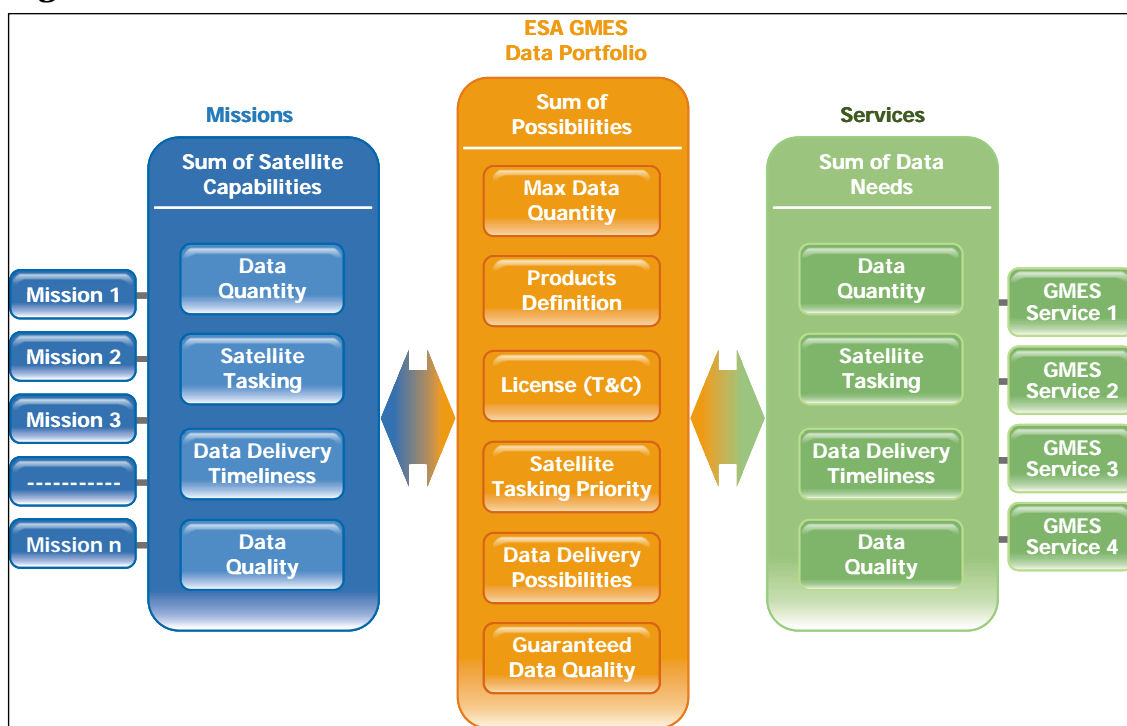 ESA GMES
Data Portfolio
Missions
Sum of Satellite
Capabilities
Data
Quantity
Satellite
Tasking
Data Delivery
Timeliness
Data
Quality
Mission 1
Mission 2
Mission 3
-----------
Mission n
Sum of
Possibilities
Max Data
Quantity
Products
Definition
License (T&C)
Satellite
Tasking Priority
Data Delivery
Possibilities
Guaranteed
Data Quality
Services
Sum of Data
Needs
Data
Quantity
Satellite
Tasking
Data Delivery
Timeliness
Data
Quality
GMES
Service 1
GMES
Service 2
GMES
Service 3
GMES
Service 4